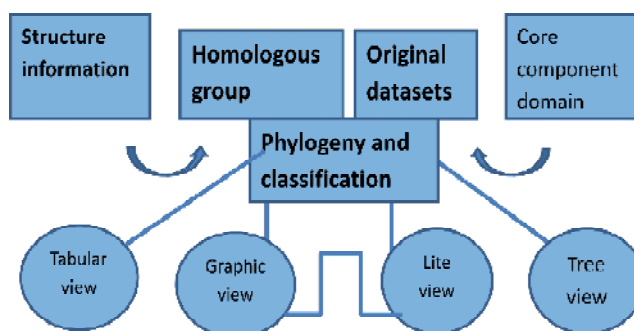 Structure
information
Homologous
group
Original
datasets
Core
component
domain
Phylogeny and
classification
Tabular
view
Graphic
view
Lite
view
Tree
view